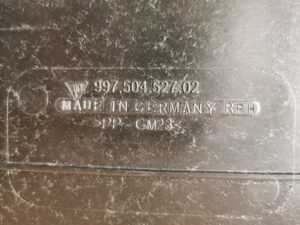 997.504.527.02
MADE IN GERMANY RPH
>PP - GM23<